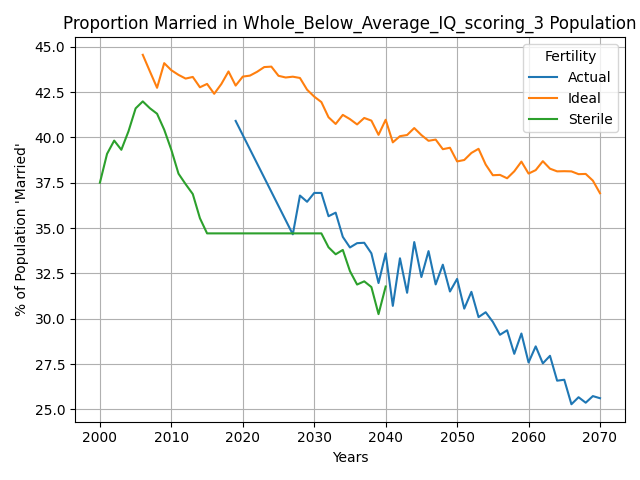 Proportion Married in Whole_Below_Average_IQ_scoring_3 Population
Fertility
Actual
Ideal
Sterile
% of Population 'Married'
45.0
42.5
40.0
37.5
35.0
32.5
30.0
27.5
25.0
2000 2010 2020 2030 2040 2050 2060 2070
Years